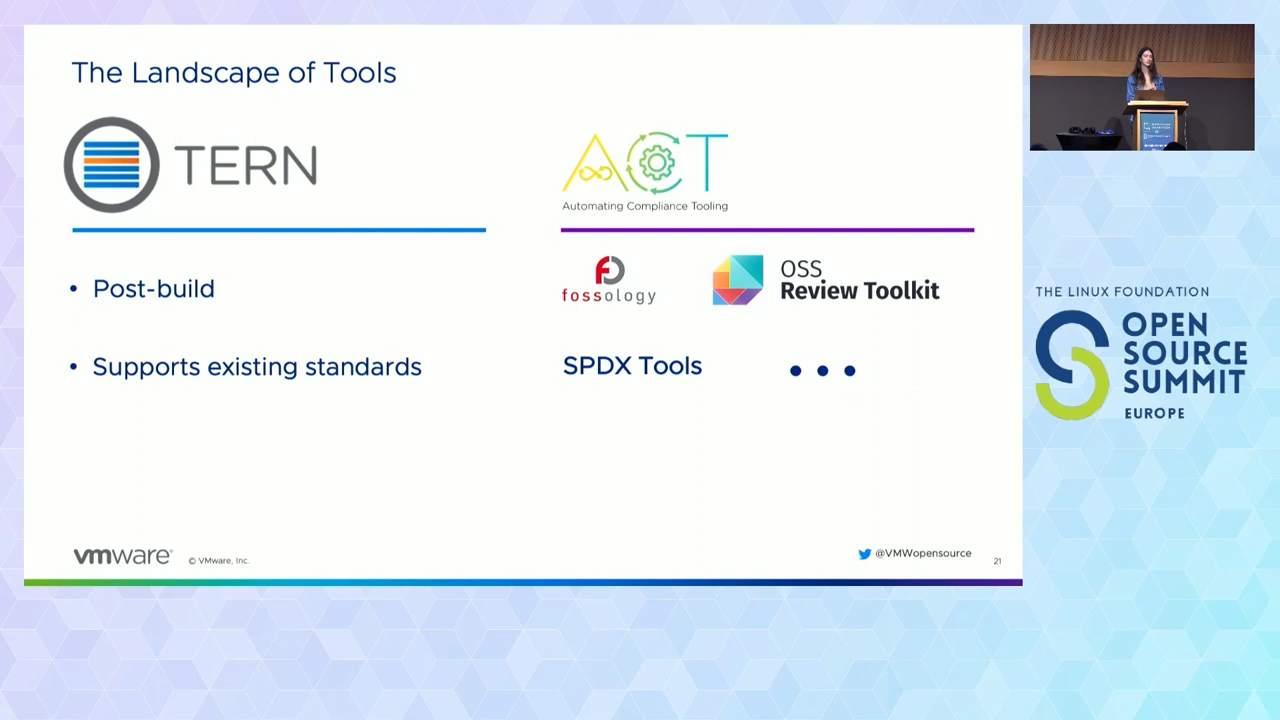 The Landscape of Tools
TERN
ACT
Automating Compliance Tooling
• Post-build
• Supports existing standards
fossology
OSS
Review Toolkit
SPDX Tools
• • •
vmware®
© VMware, Inc.
@VMWopensource
21
THE LINUX FOUNDATION
OPEN
SOURCE
SUMMIT
EUROPE